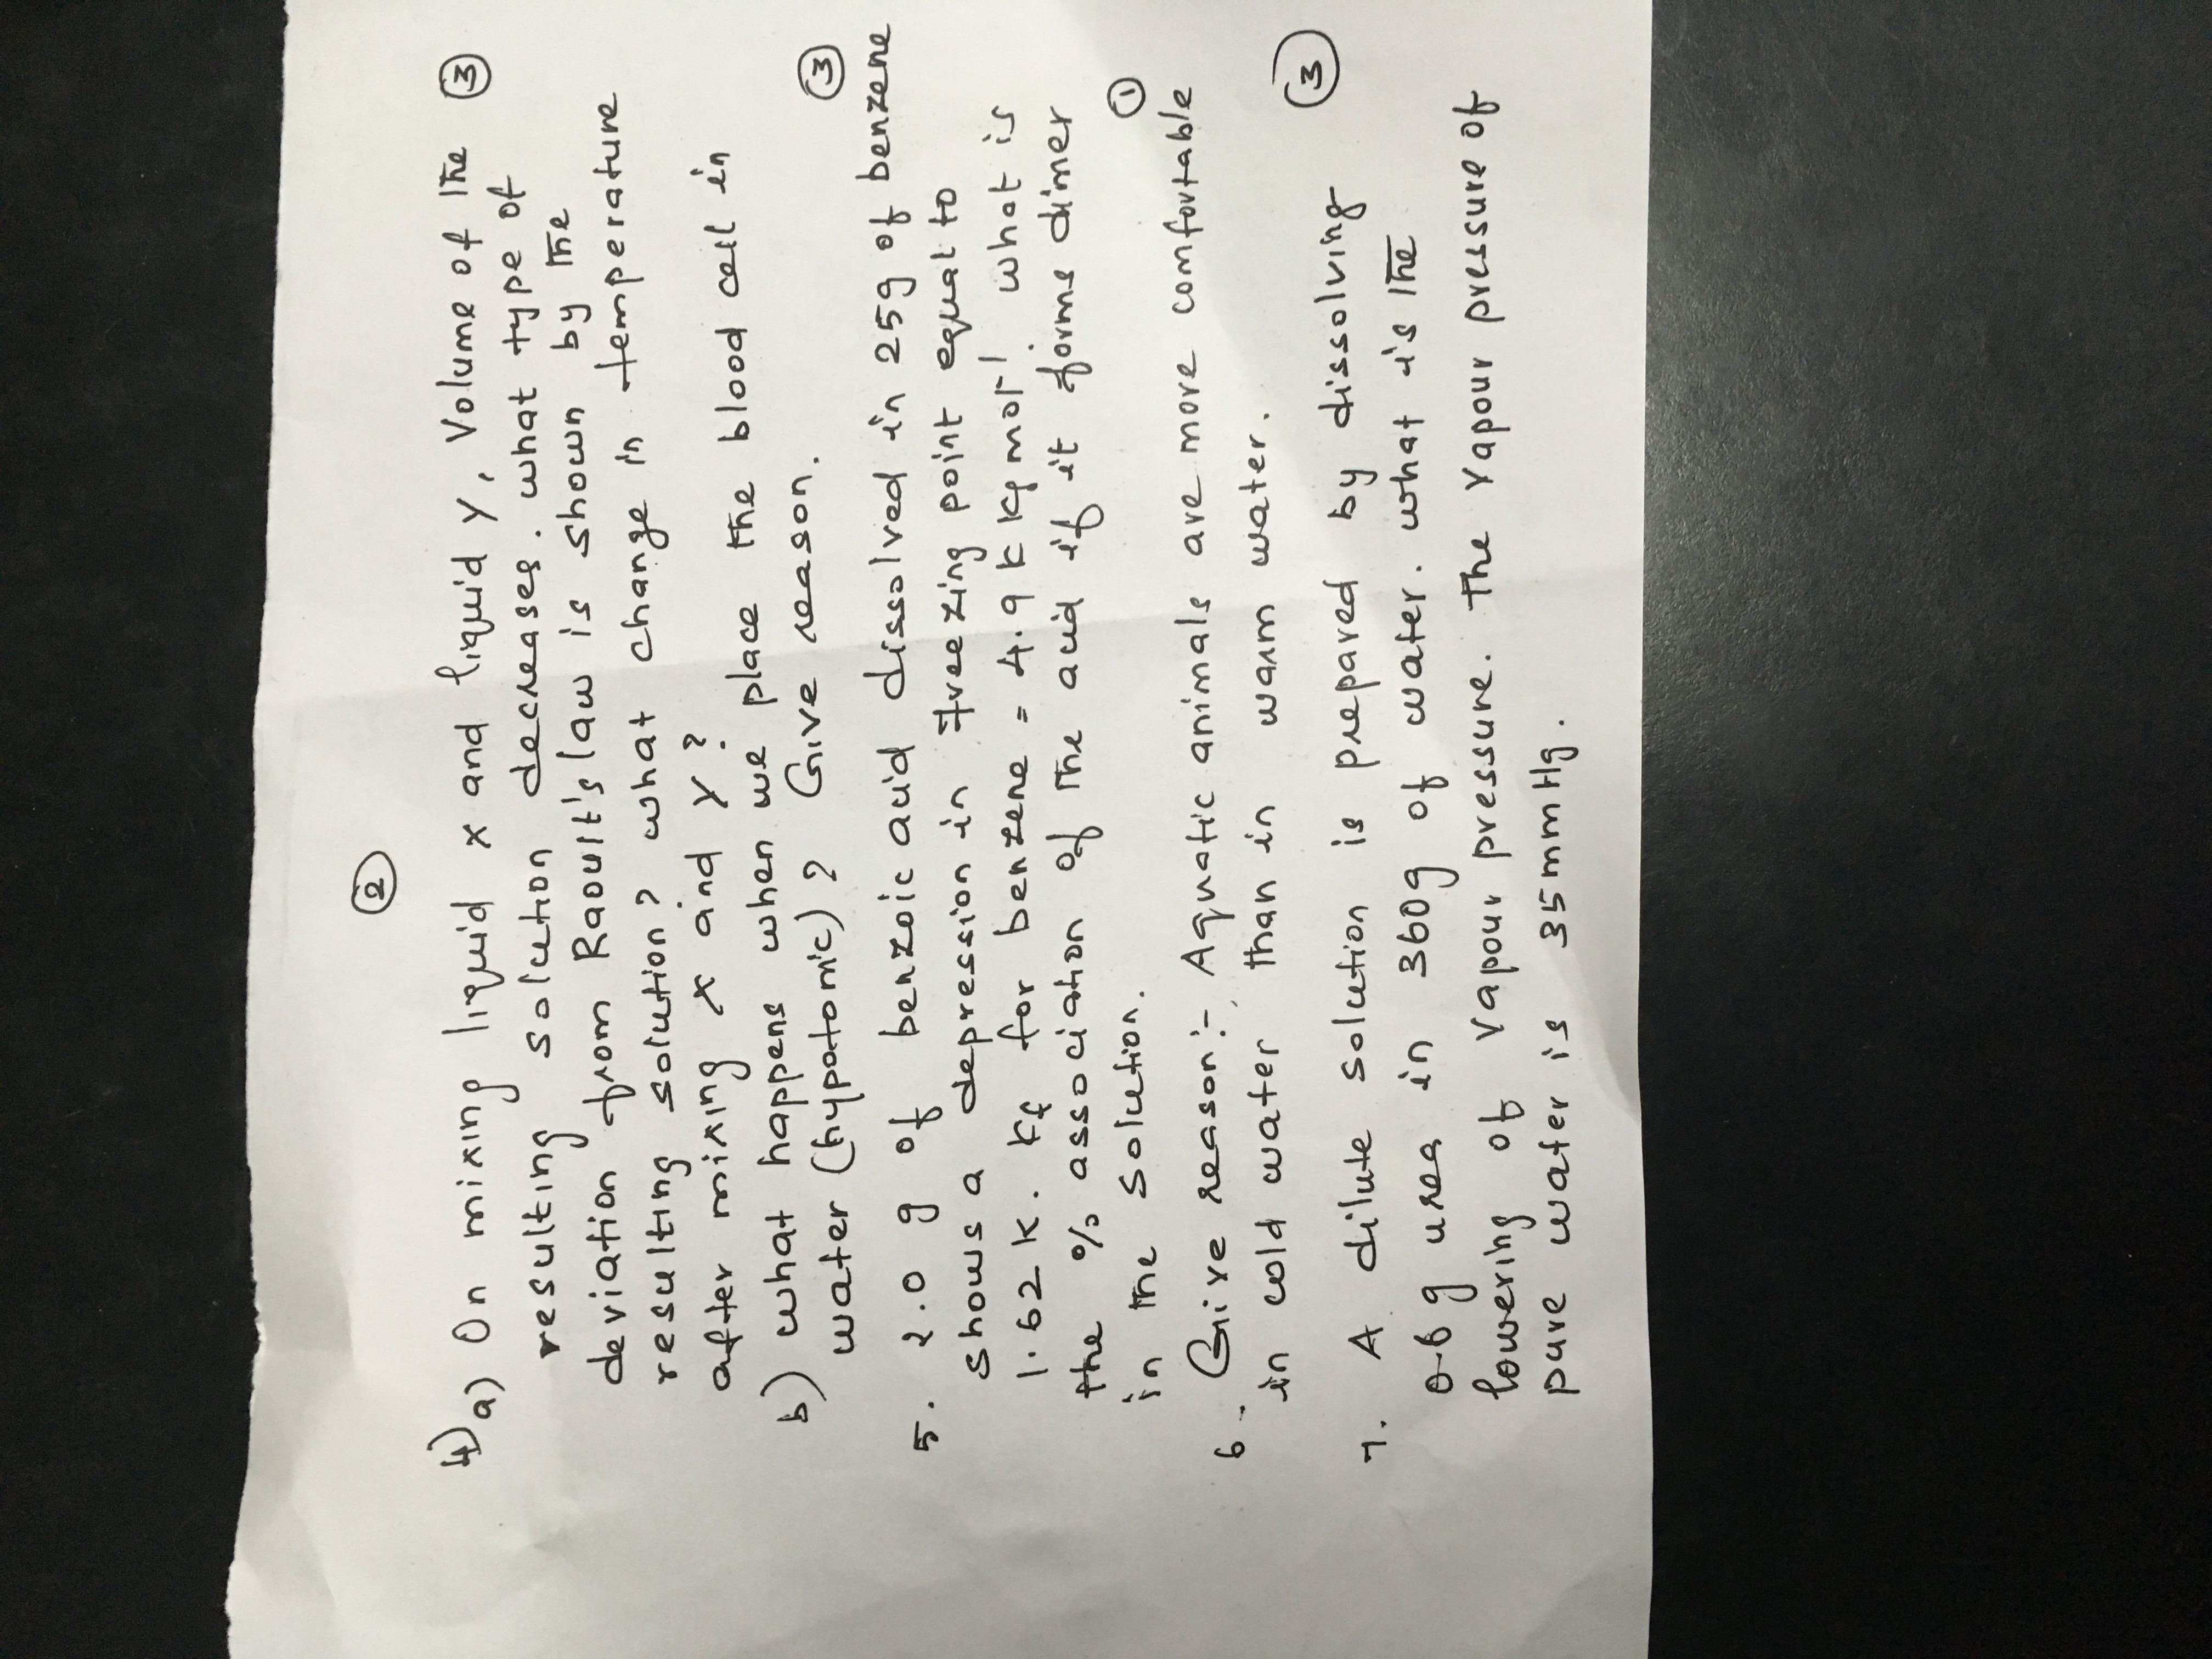 2
4) a) On mixing liquid x and liquid y, Volume of the 3
resulting solution decreases. what type of
deviation from Raoult's law is shown by the
resulting solution? what change in temperature
after mixing x and y?
b) what happens when we place the blood cell in
water (hypotonic)? Give reason.
3
5. 2.0 g of benzoic acid dissolved in 25g of benzene
shows a depression in freezing point equal to
1.62 K. Kf for benzene = 4.9 K Kg mol⁻¹. What is
the % association of the acid if it forms dimer
in the solution.
1
6. Give reason:- Aquatic animals are more comfortable
in cold water than in warm water.
3
7. A dilute solution is prepared by dissolving
0.6 g urea in 360g of water. what is the
lowering of vapour pressure. The vapour pressure of
pure water is 35 mm Hg.